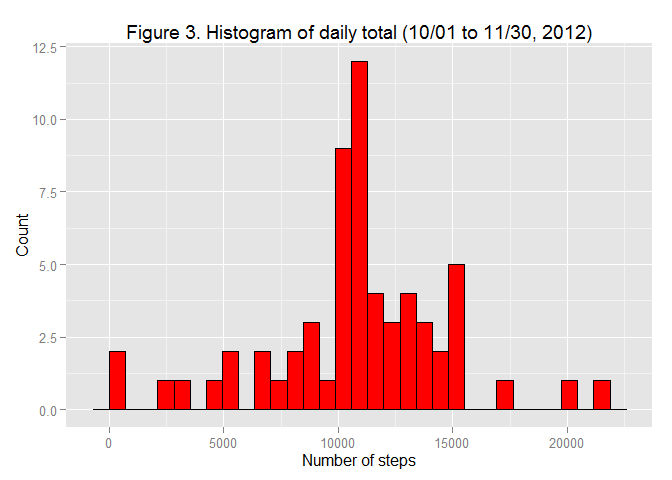 Figure 3. Histogram of daily total (10/01 to 11/30, 2012)
12.5
10.0
7.5
5.0
2.5
0.0
Count
0 5000 10000 15000 20000
Number of steps